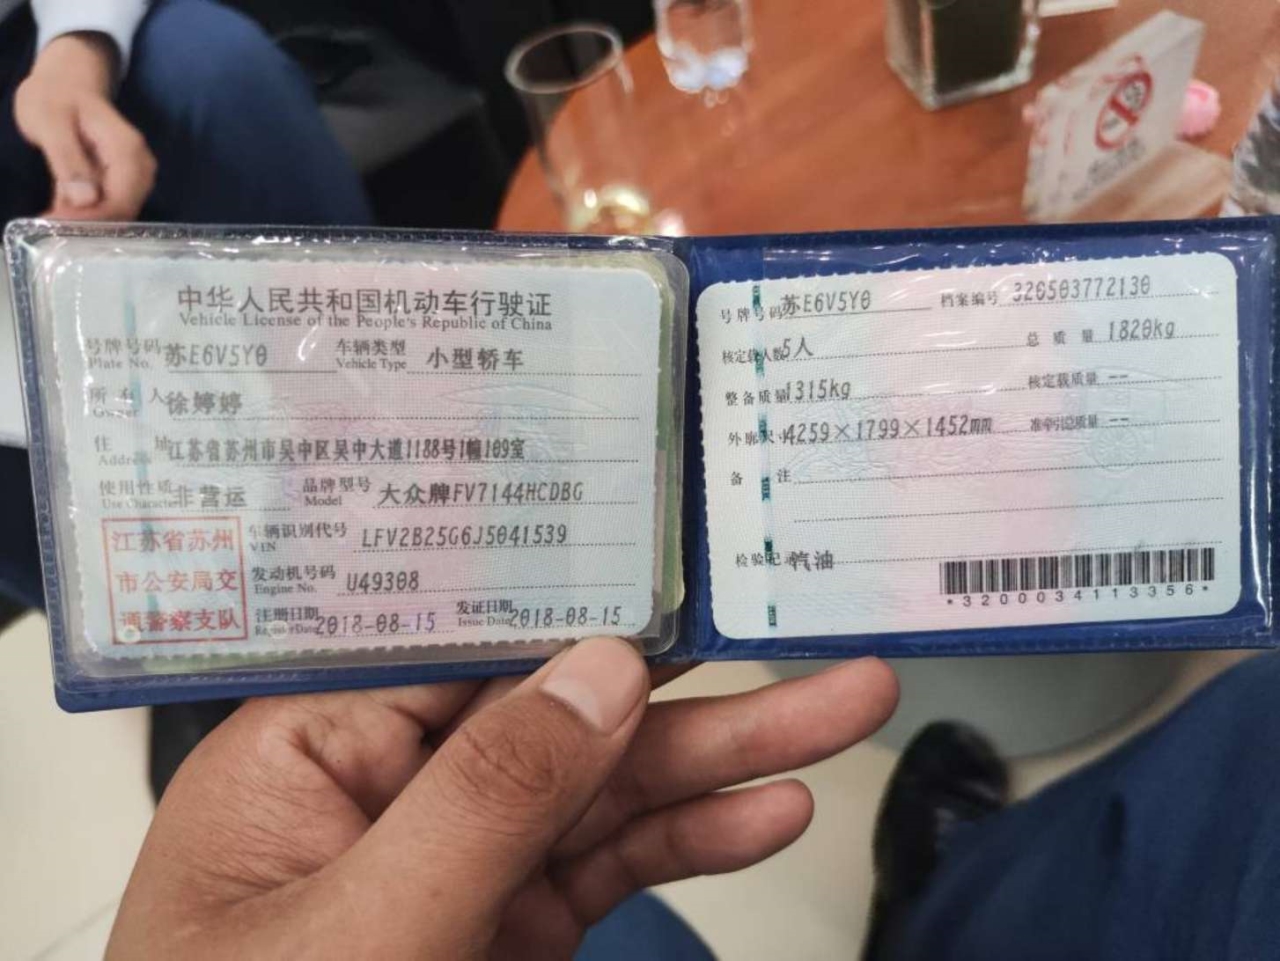 中华人民共和国机动车行驶证
Vehicle License of the People's Republic of China
号牌号码 苏E6V5Y0 车辆类型 小型轿车
Plate No. Vehicle Type
所有人 徐婷婷
Owner
住址 江苏省苏州市吴中区吴中大道1188号1幢109室
Address
使用性质 非营运 品牌型号 大众牌FV7144HCDBG
Use Character Model
江苏省苏州
市公安局交
通警察支队
车辆识别代号 LFV2B25G6J5041539
VIN
发动机号码 U49308
Engine No.
注册日期 2018-08-15 发证日期 2018-08-15
Register Date Issue Date
号牌号码 苏E6V5Y0 档案编号 320503772130
核定载人数 5人 总质量 1820kg
整备质量 1315kg 核定载质量 --
外廓尺寸 4259×1799×1452mm 准牵引总质量 --
备注
检验记录 汽油
*3200034113356*